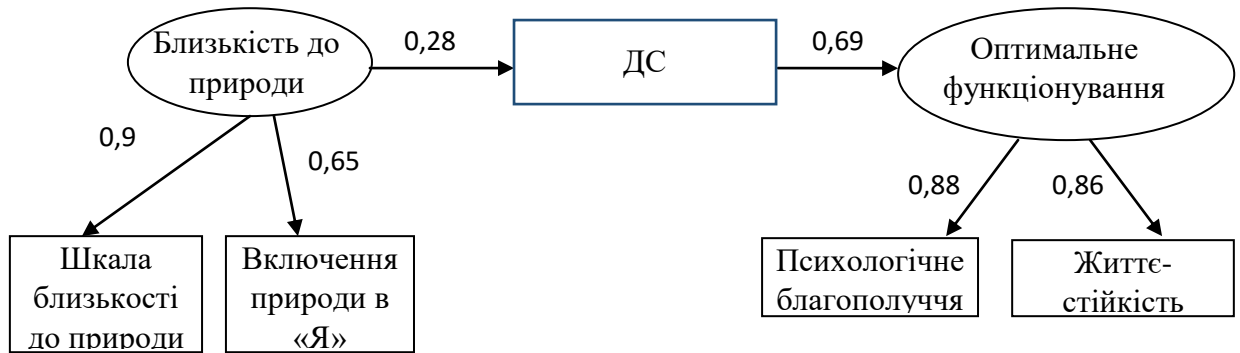 Близькість до
природи
0,28
ДС
0,69
Оптимальне
функціонування
0,9
0,65
0,88
0,86
Шкала
близькості
до природи
Включення
природи в
«Я»
Психологічне
благополуччя
Життє-
стійкість